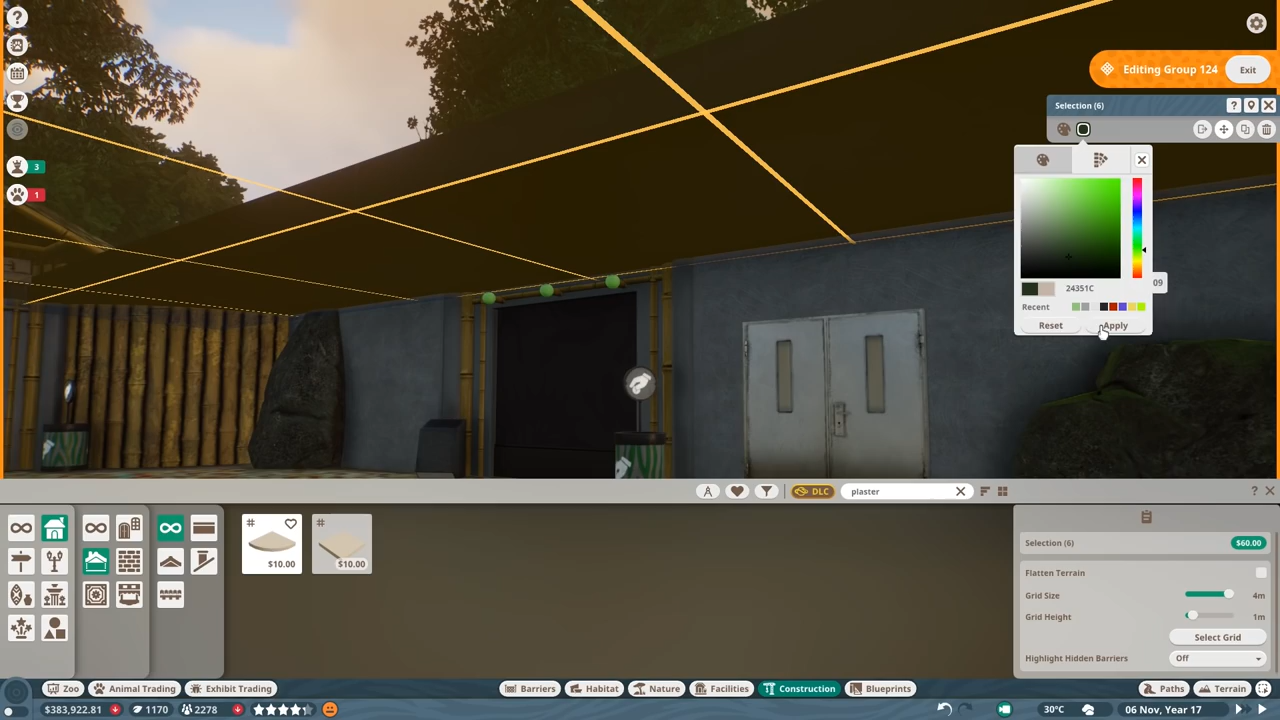 ?
Editing Group 124
Exit
Selection (6)
?
3
1
24351C
09
Recent
Reset
Apply
DLC
plaster
?
#
$10.00
#
$10.00
Selection (6)
$60.00
Flatten Terrain
Grid Size
4m
Grid Height
1m
Select Grid
Highlight Hidden Barriers
Off
Zoo
Animal Trading
Exhibit Trading
Barriers
Habitat
Nature
Facilities
Construction
Blueprints
Paths
Terrain
$383,922.81
1170
2278
30°C
06 Nov, Year 17